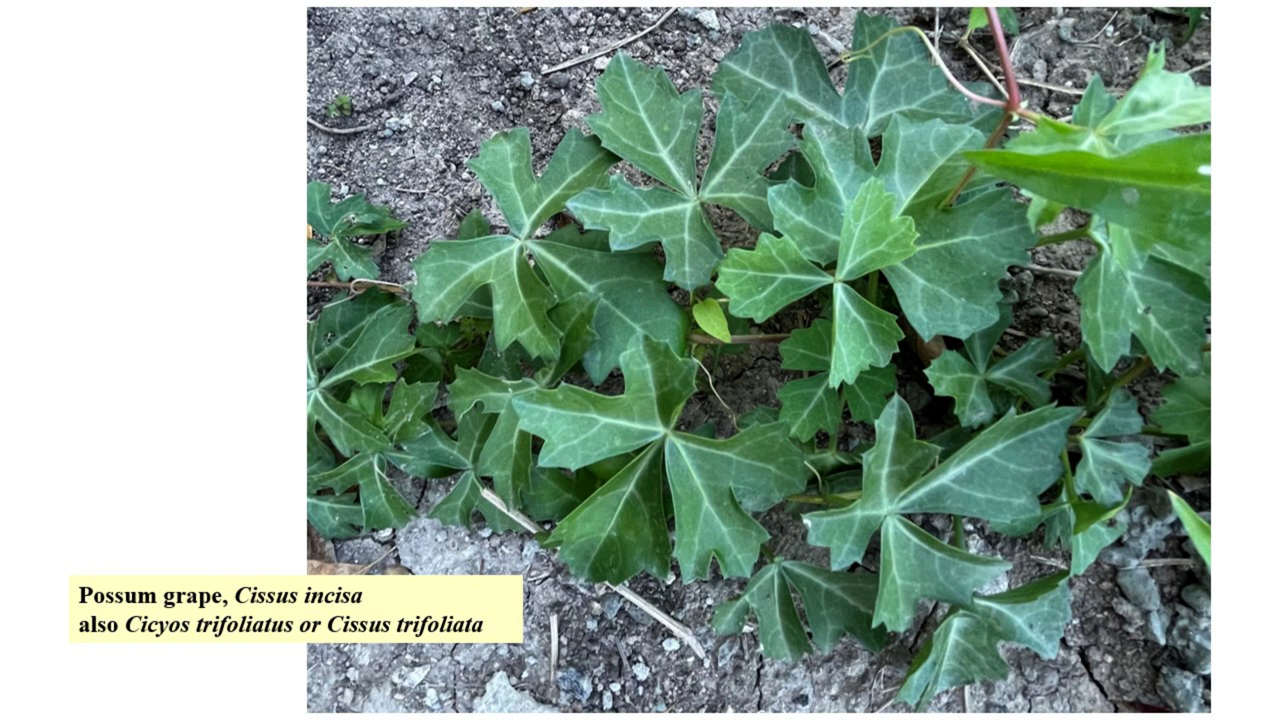 Possum grape, Cissus incisa
also Cicyos trifoliatus or Cissus trifoliata